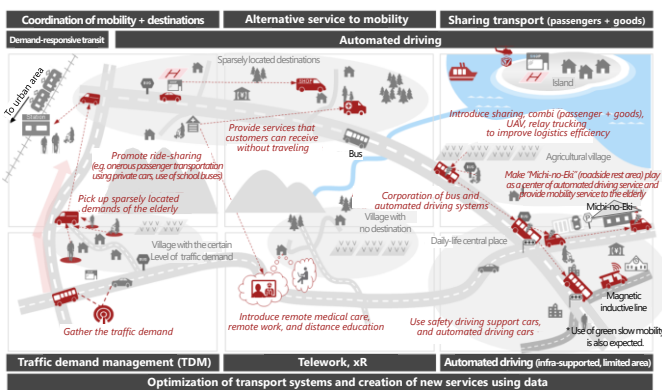 Coordination of mobility + destinations
Alternative service to mobility
Sharing transport (passengers + goods)
Demand-responsive transit
Automated driving
To urban area
Station
Sparsely located destinations
Island
Provide services that
customers can receive
without traveling
Bus
Introduce sharing, combi (passenger + goods),
UAV, relay trucking
to improve logistics efficiency
Agricultural village
Promote ride-sharing
(e.g. onerous passenger transportation
using private cars, use of school buses)
Make "Michi-no-Eki" (roadside rest area) play
as a center of automated driving service and
provide mobility service to the elderly
Michi-no-Eki
Pick up sparsely located
demands of the elderly
Corporation of bus and
automated driving systems
Village with
no destination
Village with the certain
Level of traffic demand
Daily-life central place
Magnetic
inductive line
Introduce remote medical care,
remote work, and distance education
Gather the traffic demand
Use safety driving support cars,
and automated driving cars
* Use of green slow mobility
is also expected.
Traffic demand management (TDM)
Telework, xR
Automated driving (infra-supported, limited area)
Optimization of transport systems and creation of new services using data